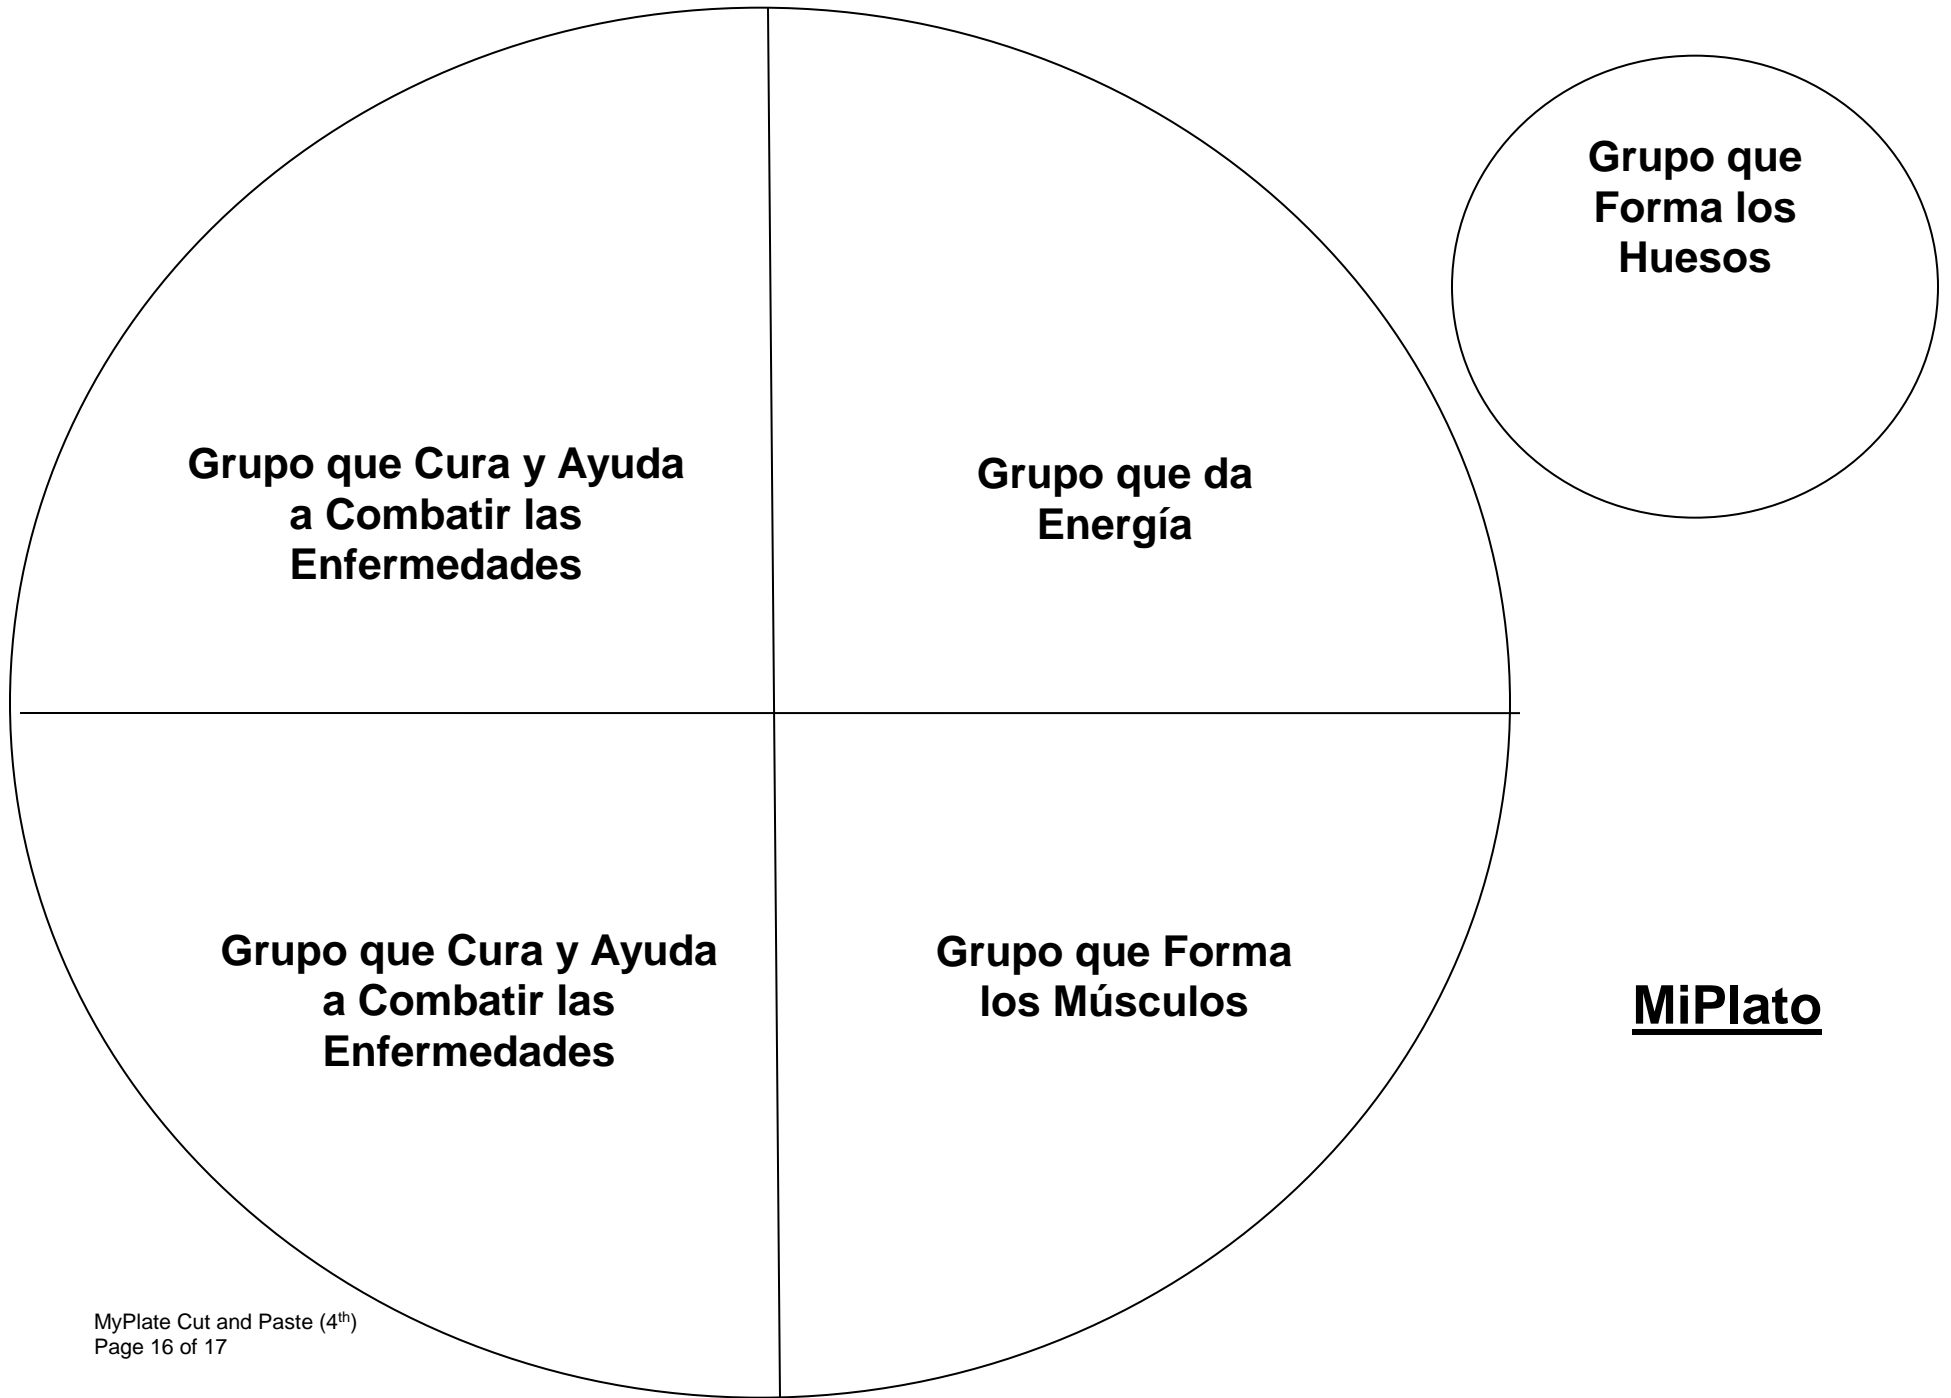 Grupo que
Forma los
Huesos
Grupo que Cura y Ayuda
a Combatir las
Enfermedades
Grupo que da
Energía
Grupo que Cura y Ayuda
a Combatir las
Enfermedades
Grupo que Forma
los Músculos
MiPlato
MyPlate Cut and Paste (4th)
Page 16 of 17